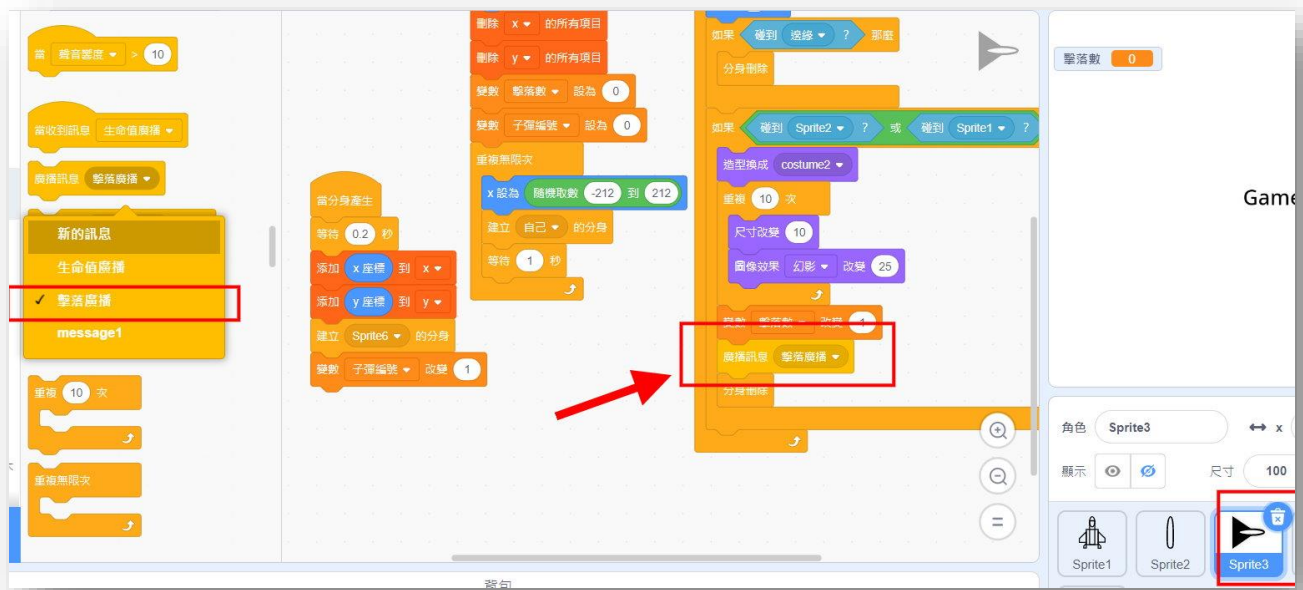 當 聲音響度 > 10
當收到訊息 生命值廣播
廣播訊息 擊落廣播
新的訊息
生命值廣播
✓ 擊落廣播
message1
重複 10 次
重複無限次
當分身產生
等待 0.2 秒
添加 x 座標 到 x
添加 y 座標 到 y
建立 Sprite6 的分身
變數 子彈編號 改變 1
刪除 x 的所有項目
刪除 y 的所有項目
變數 擊落數 設為 0
變數 子彈編號 設為 0
重複無限次
x 設為 隨機取數 -212 到 212
建立 自己 的分身
等待 1 秒
如果 碰到 邊緣 ? 那麼
分身刪除
如果 碰到 Sprite2 ? 或 碰到 Sprite1 ?
造型換成 costume2
重複 10 次
尺寸改變 10
圖像效果 幻影 改變 25
變數 擊落數 改變 1
廣播訊息 擊落廣播
分身刪除
擊落數 0
Game
角色 Sprite3 x
顯示 尺寸 100
Sprite1 Sprite2 Sprite3